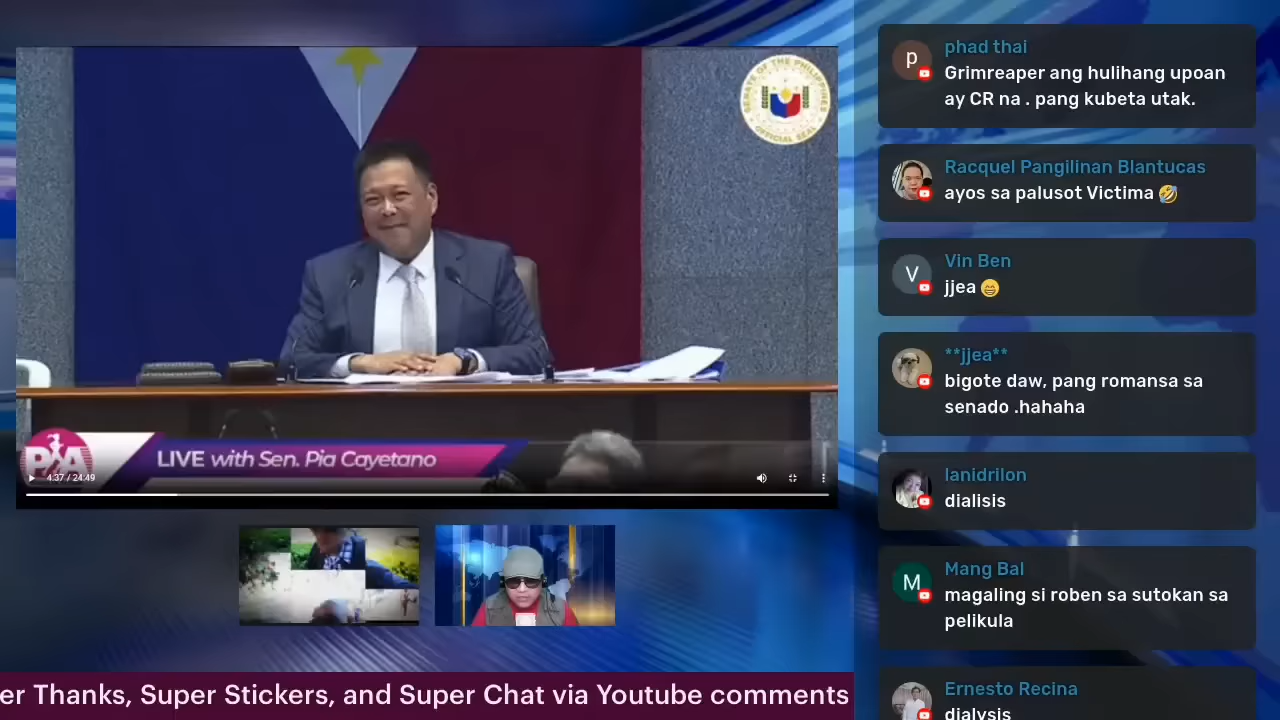 SENATE OF THE PHILIPPINES
OFFICIAL SEAL
PIA
LIVE with Sen. Pia Cayetano
4:37 / 24:49
er Thanks, Super Stickers, and Super Chat via Youtube comments
p
phad thai
Grimreaper ang hulihang upoan
ay CR na . pang kubeta utak.
Racquel Pangilinan Blantucas
ayos sa palusot Victima 🤣
V
Vin Ben
jjea 😁
**jjea**
bigote daw, pang romansa sa
senado .hahaha
lanidrilon
dialisis
M
Mang Bal
magaling si roben sa sutokan sa
pelikula
Ernesto Recina
dialysis